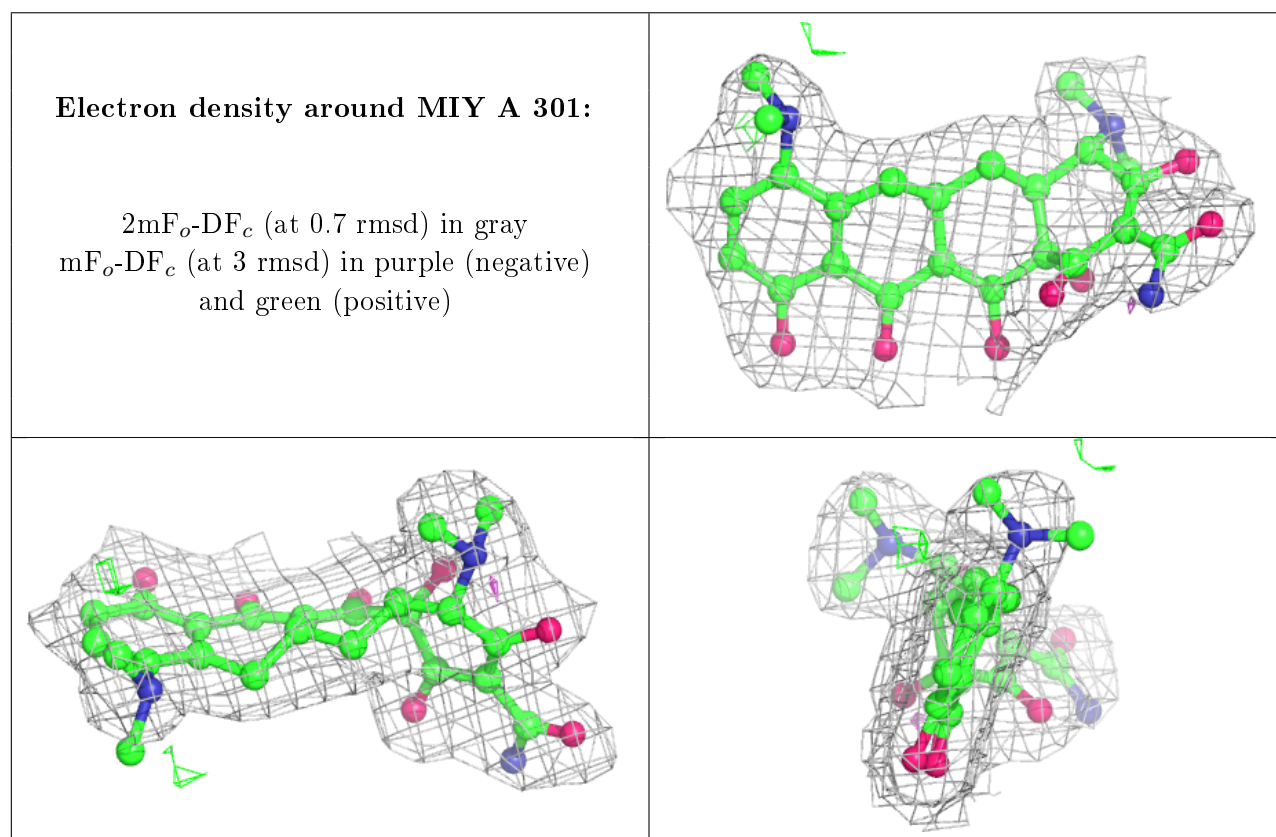 Electron density around MIY A 301:
2mFo-DFc (at 0.7 rmsd) in gray
mFo-DFc (at 3 rmsd) in purple (negative)
and green (positive)